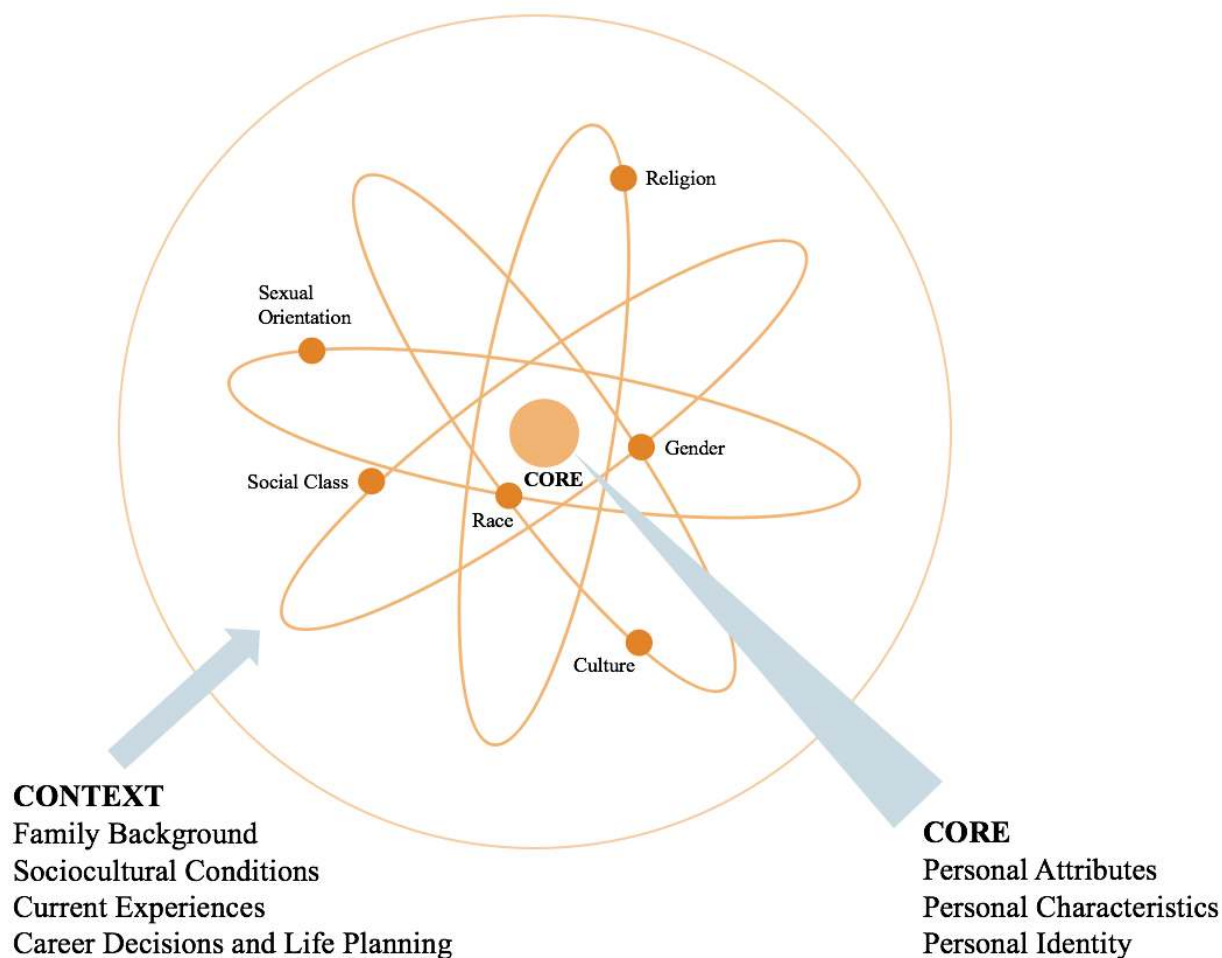 Religion
Sexual
Orientation
Gender
Social Class
CORE
Race
Culture
CONTEXT
Family Background
Sociocultural Conditions
Current Experiences
Career Decisions and Life Planning
CORE
Personal Attributes
Personal Characteristics
Personal Identity